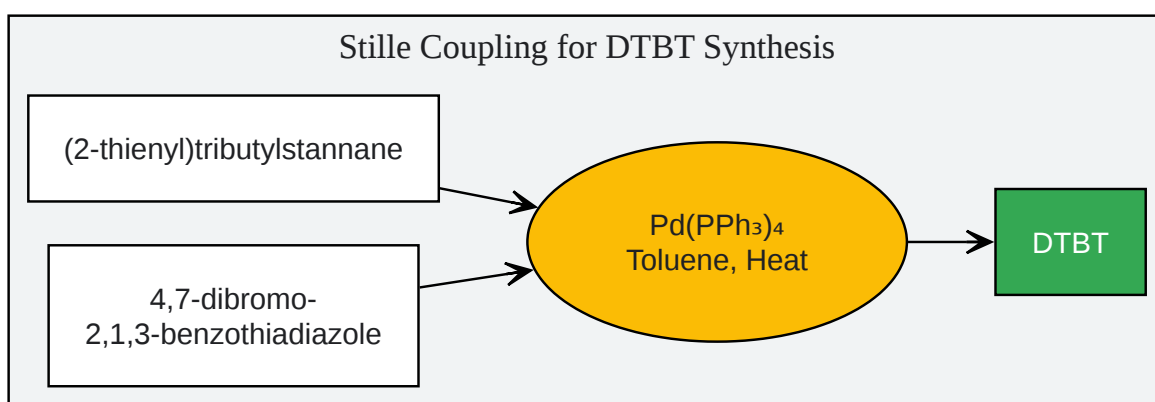 Stille Coupling for DTBT Synthesis
(2-thienyl)tributylstannane
4,7-dibromo-
2,1,3-benzothiadiazole
Pd(PPh₃)₄
Toluene, Heat
DTBT